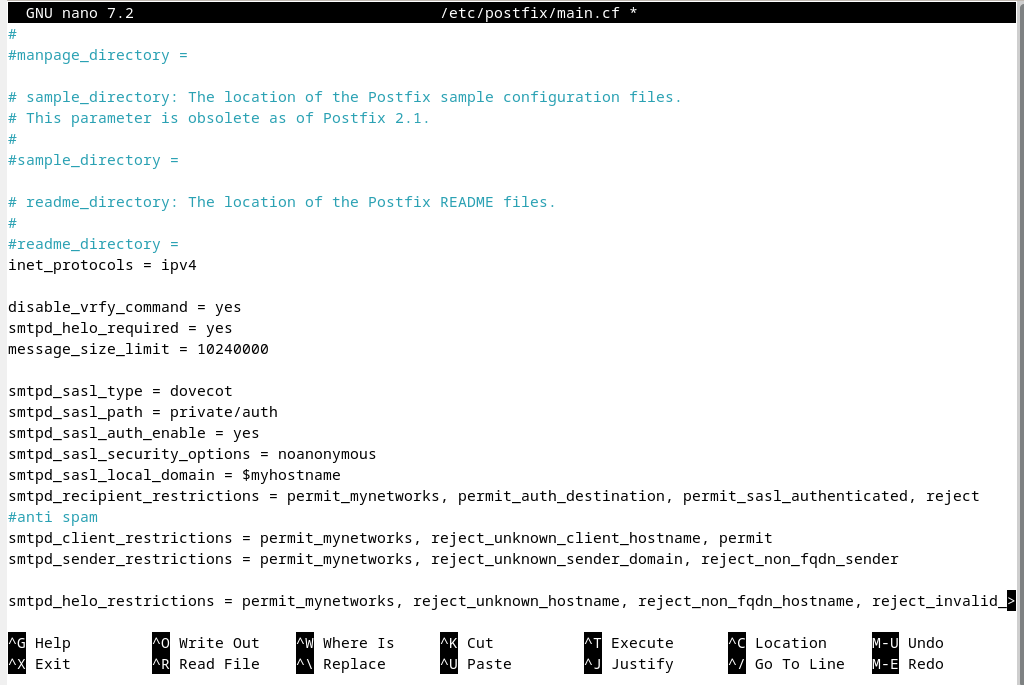 GNU nano 7.2 /etc/postfix/main.cf *
#
#manpage_directory =
# sample_directory: The location of the Postfix sample configuration files.
# This parameter is obsolete as of Postfix 2.1.
#
#sample_directory =
# readme_directory: The location of the Postfix README files.
#
#readme_directory =
inet_protocols = ipv4
disable_vrfy_command = yes
smtpd_helo_required = yes
message_size_limit = 10240000
smtpd_sasl_type = dovecot
smtpd_sasl_path = private/auth
smtpd_sasl_auth_enable = yes
smtpd_sasl_security_options = noanonymous
smtpd_sasl_local_domain = $myhostname
smtpd_recipient_restrictions = permit_mynetworks, permit_auth_destination, permit_sasl_authenticated, reject
#anti spam
smtpd_client_restrictions = permit_mynetworks, reject_unknown_client_hostname, permit
smtpd_sender_restrictions = permit_mynetworks, reject_unknown_sender_domain, reject_non_fqdn_sender
smtpd_helo_restrictions = permit_mynetworks, reject_unknown_hostname, reject_non_fqdn_hostname, reject_invalid_>
^G Help ^O Write Out ^W Where Is ^K Cut ^T Execute ^C Location M-U Undo
^X Exit ^R Read File ^\ Replace ^U Paste ^J Justify ^/ Go To Line M-E Redo